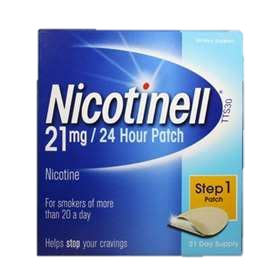 Nicotinell®
TTS30
21mg / 24 Hour Patch
Nicotine
Step 1
Patch
For smokers of more
than 20 a day
Helps stop your cravings
21 Day Supply